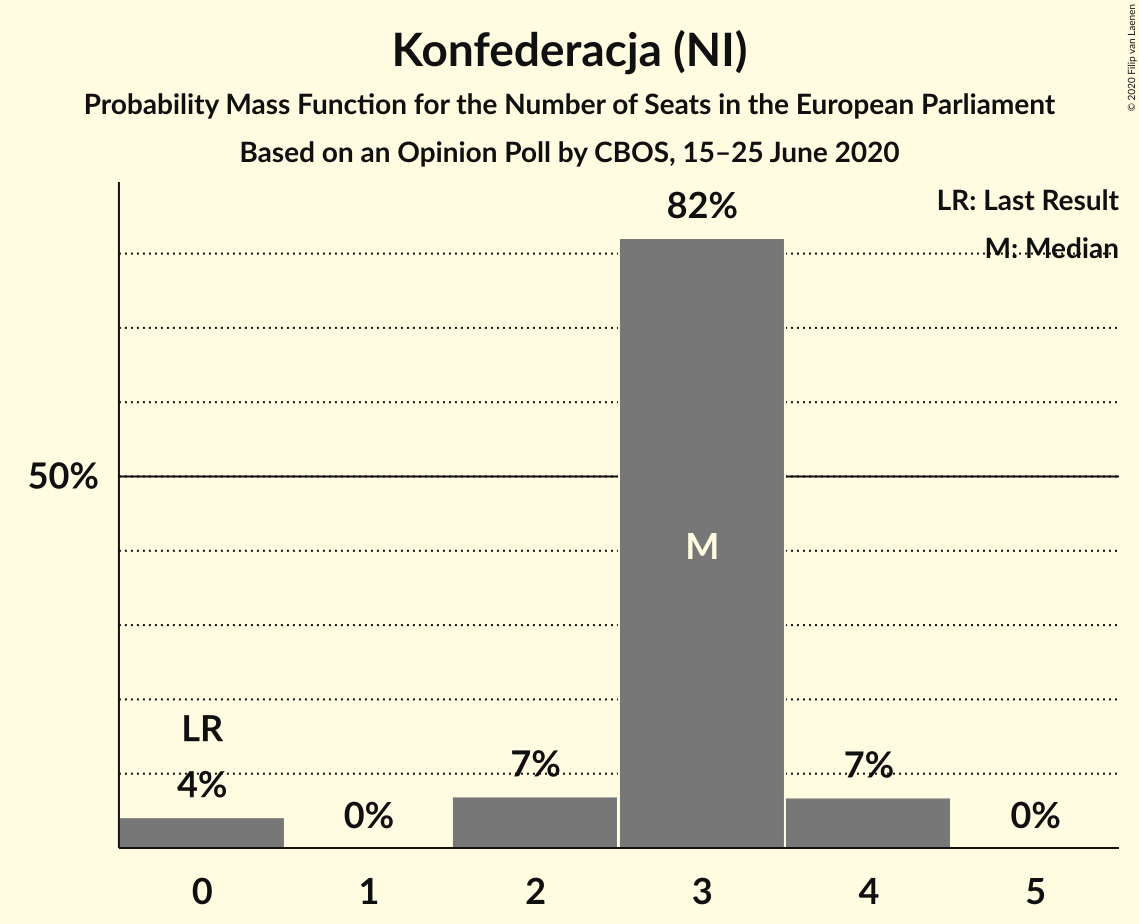 Konfederacja (NI)
Probability Mass Function for the Number of Seats in the European Parliament
Based on an Opinion Poll by CBOS, 15–25 June 2020
© 2020 Filip van Laenen
LR: Last Result
M: Median
82%
50%
M
LR
4%
0%
7%
7%
0%
0 1 2 3 4 5